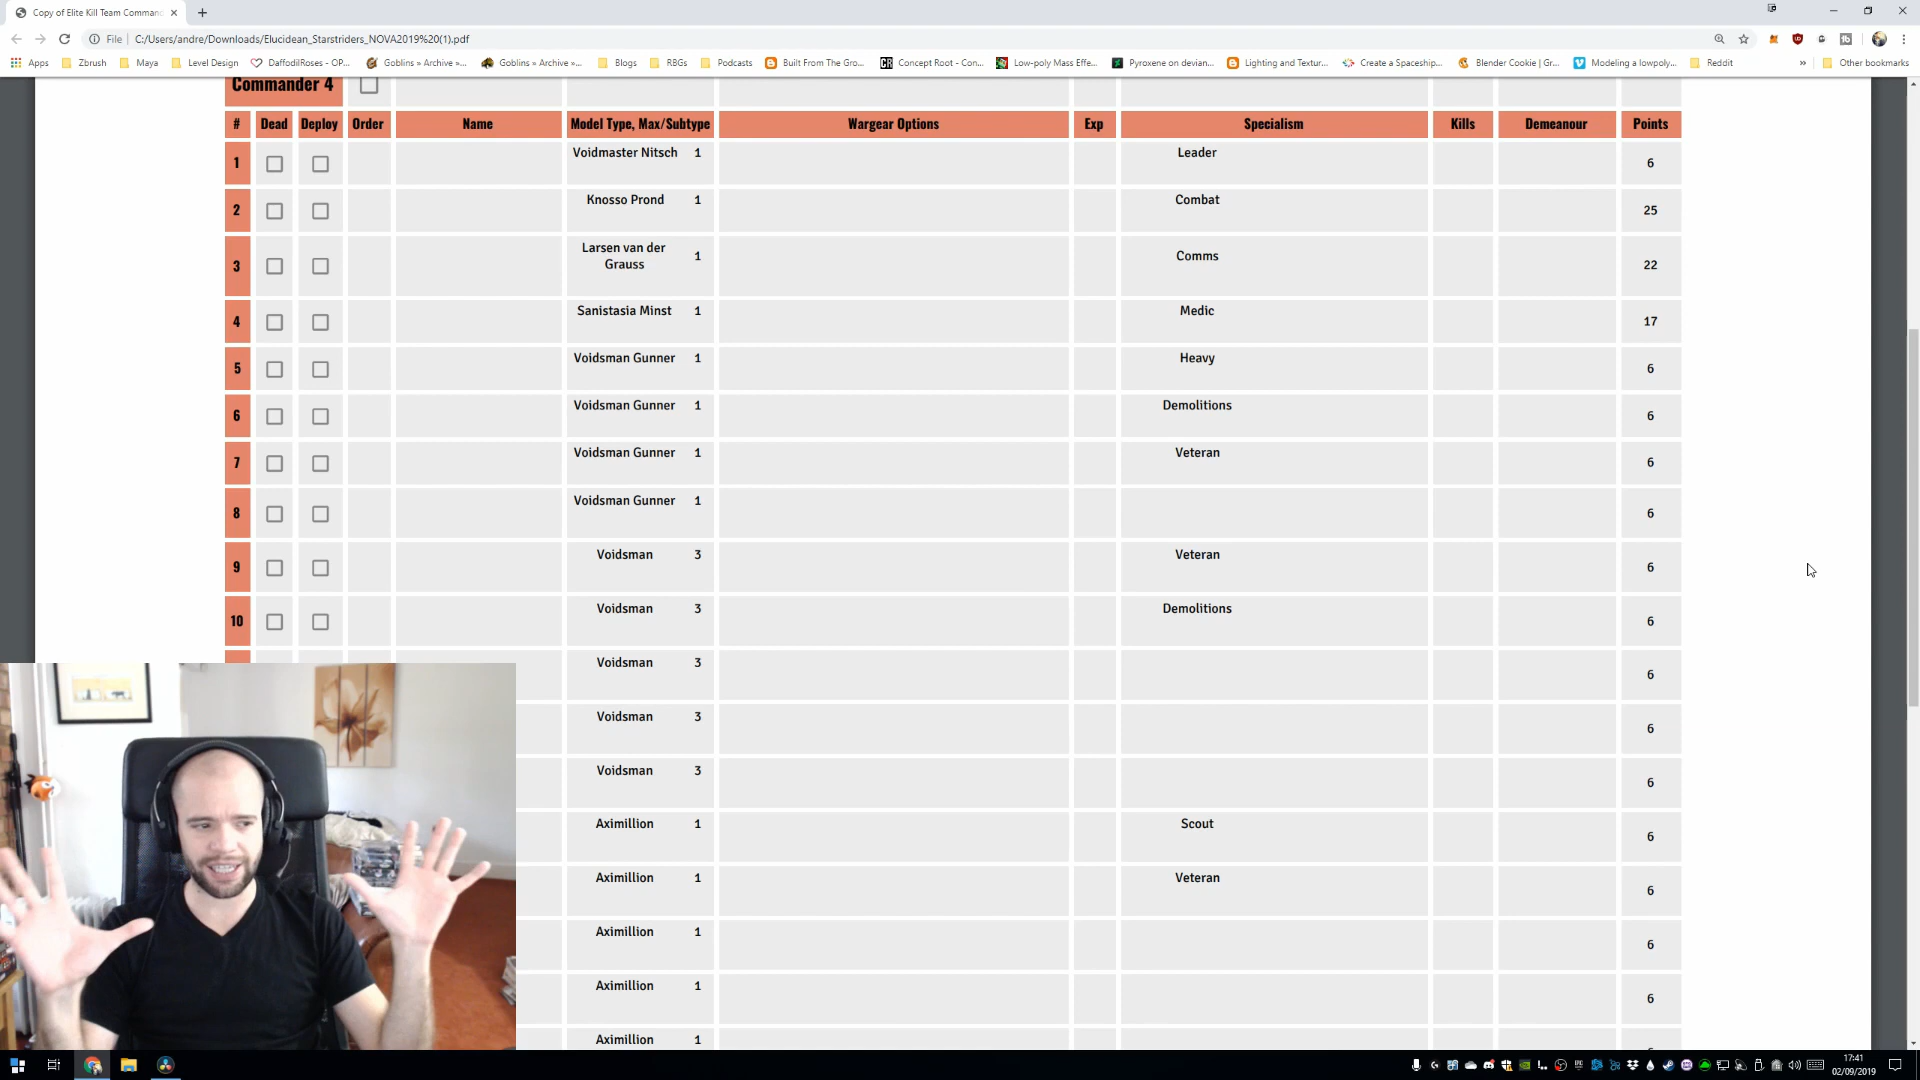 Copy of Elite Kill Team Comman
File
C:/Users/andre/Downloads/Elucidean_Starstriders_NOVA2019%20(1).pdf
Apps Zbrush Maya Level Design DaffodilRoses - OP... Goblins » Archive »... Goblins » Archive »... Blogs RBGs Podcasts Built From The Gro... Concept Root - Con... Low-poly Mass Effe... Pyroxene on devian... Lighting and Textur... Create a Spaceship... Blender Cookie | Gr... Modeling a lowpoly... Reddit » Other bookmarks
Commander 4
# Dead Deploy Order Name Model Type, Max/Subtype Wargear Options Exp Specialism Kills Demeanour Points
1 Voidmaster Nitsch 1 Leader 6
2 Knosso Prond 1 Combat 25
3 Larsen van der
Grauss 1 Comms 22
4 Sanistasia Minst 1 Medic 17
5 Voidsman Gunner 1 Heavy 6
6 Voidsman Gunner 1 Demolitions 6
7 Voidsman Gunner 1 Veteran 6
8 Voidsman Gunner 1 6
9 Voidsman 3 Veteran 6
10 Voidsman 3 Demolitions 6
Voidsman 3 6
Voidsman 3 6
Voidsman 3 6
Aximillion 1 Scout 6
Aximillion 1 Veteran 6
Aximillion 1 6
Aximillion 1 6
Aximillion 1
17:41
02/09/2019